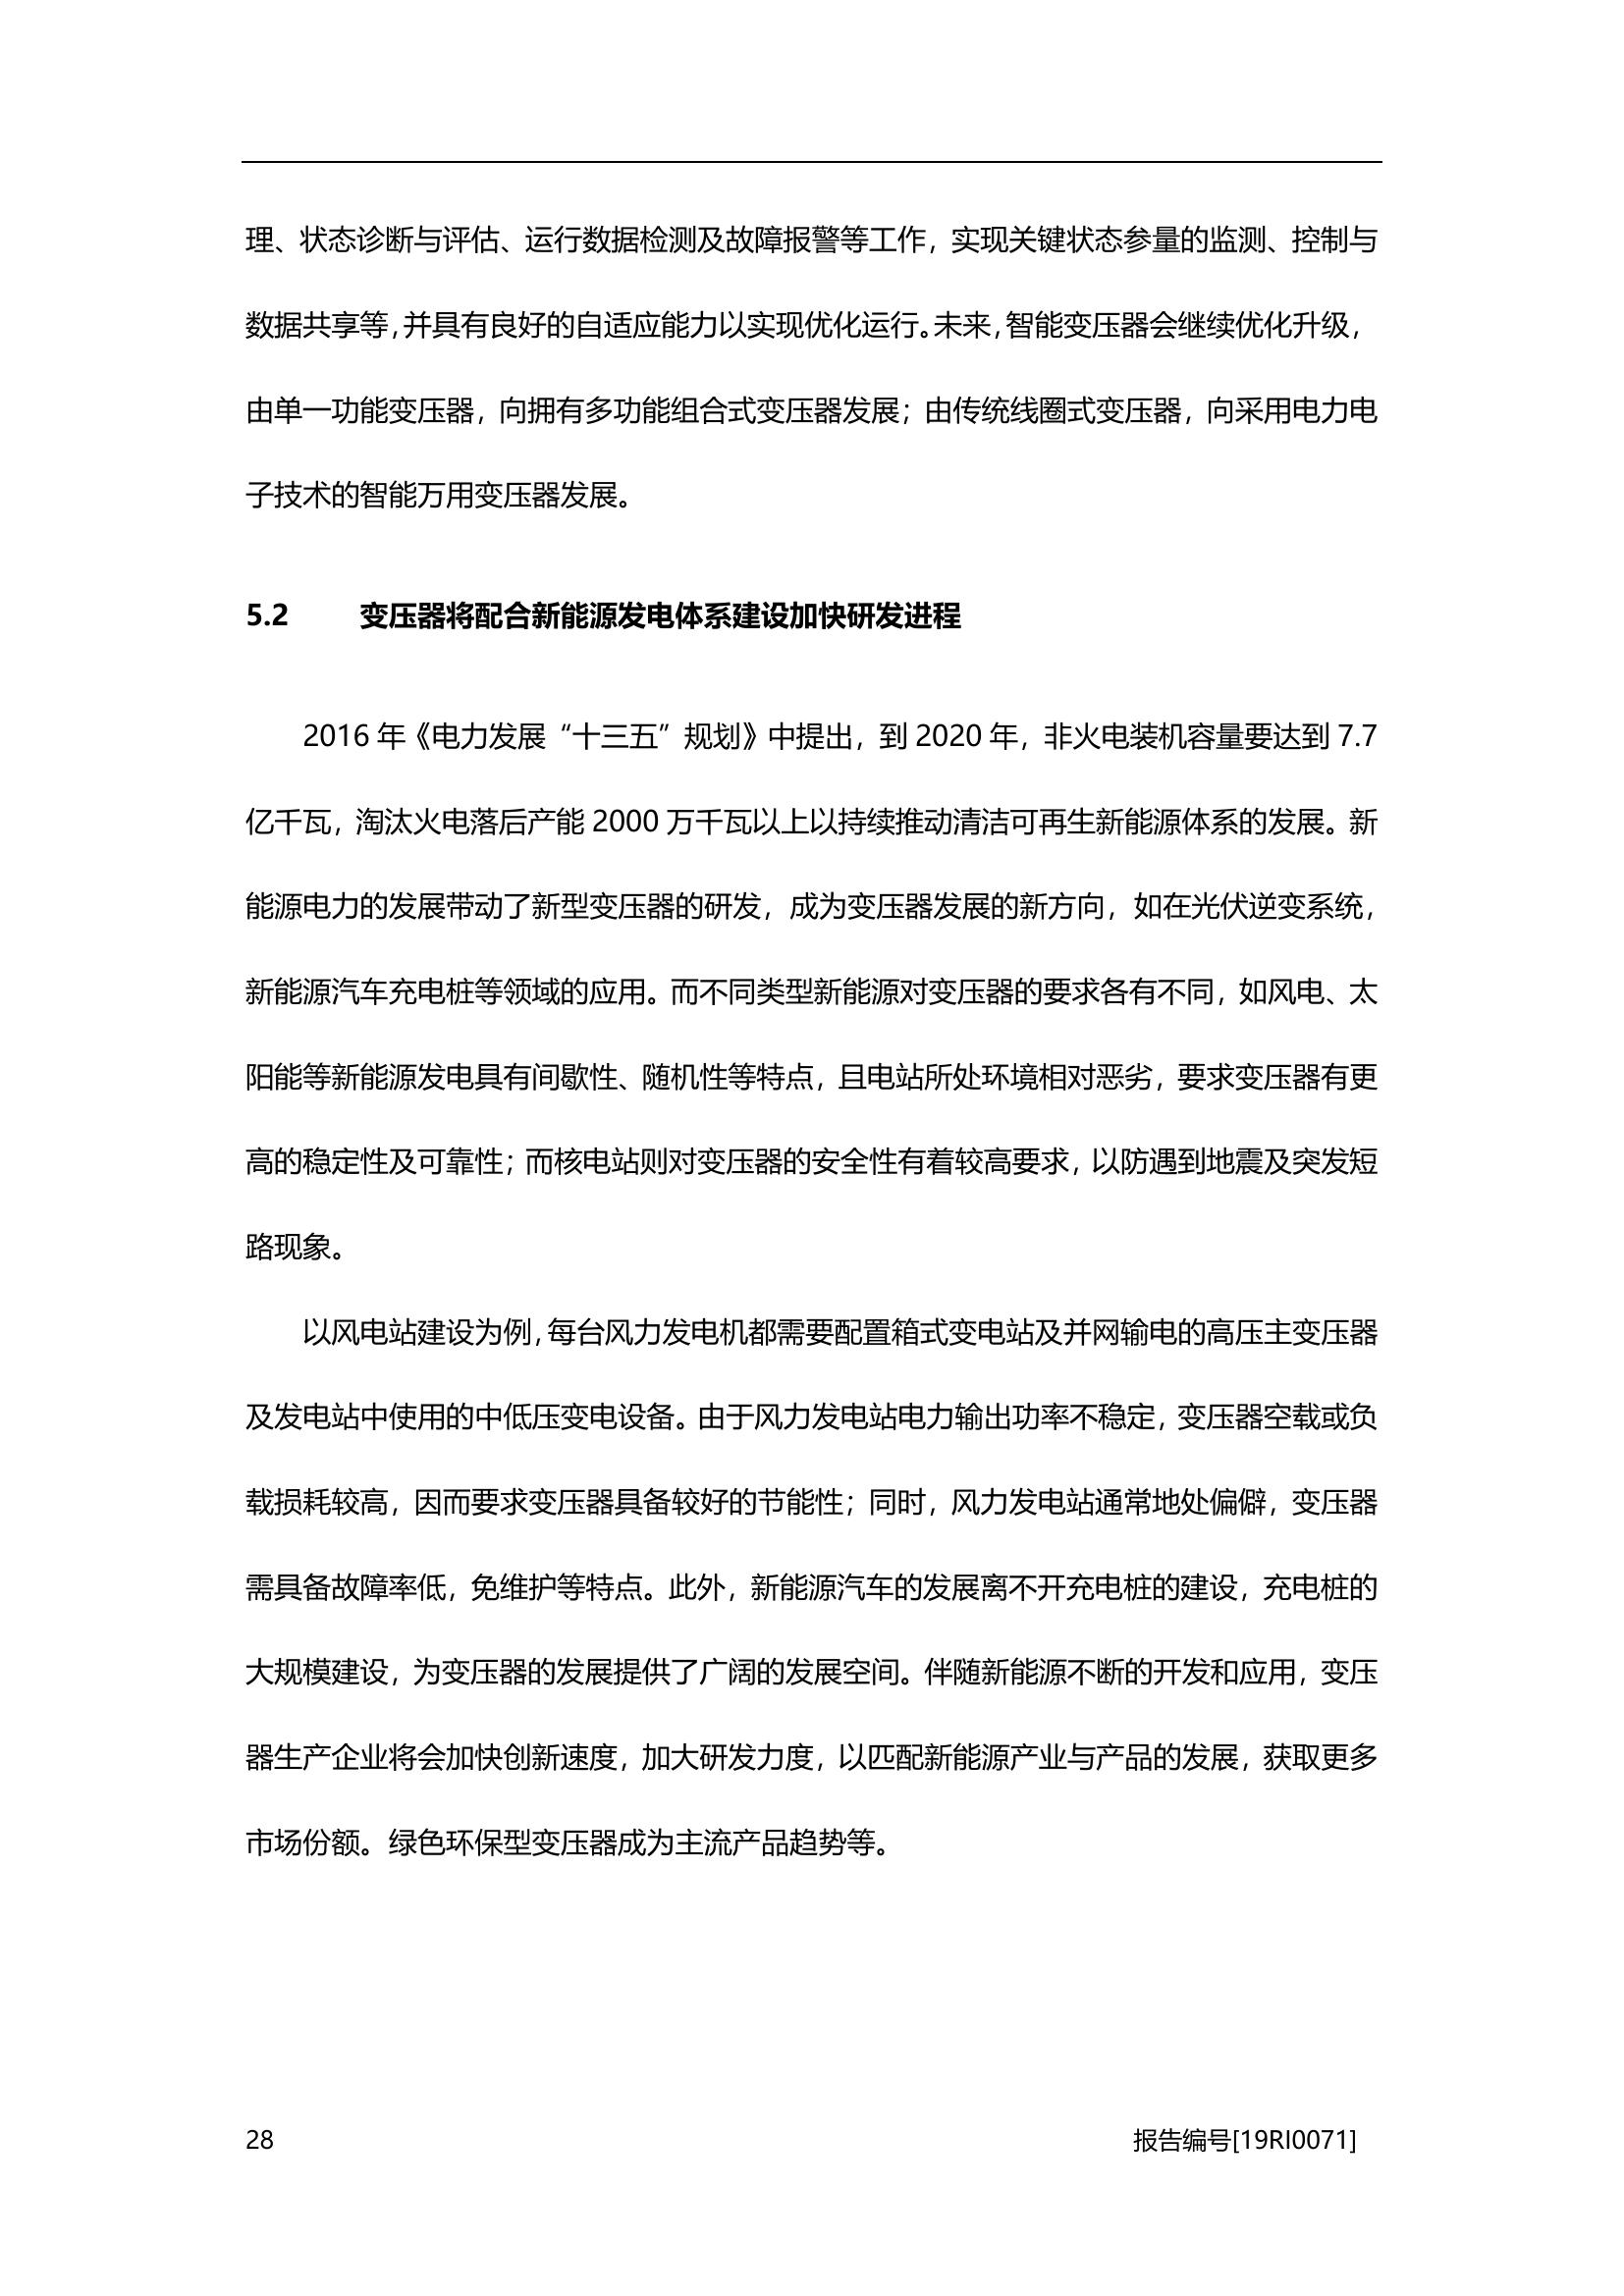 理、状态诊断与评估、运行数据检测及故障报警等工作，实现关键状态参量的监测、控制与
数据共享等，并具有良好的自适应能力以实现优化运行。未来，智能变压器会继续优化升级，
由单一功能变压器，向拥有多功能组合式变压器发展；由传统线圈式变压器，向采用电力电
子技术的智能万用变压器发展。
5.2 变压器将配合新能源发电体系建设加快研发进程
2016 年《电力发展“十三五”规划》中提出，到 2020 年，非火电装机容量要达到 7.7
亿千瓦，淘汰火电落后产能 2000 万千瓦以上以持续推动清洁可再生新能源体系的发展。新
能源电力的发展带动了新型变压器的研发，成为变压器发展的新方向，如在光伏逆变系统，
新能源汽车充电桩等领域的应用。而不同类型新能源对变压器的要求各有不同，如风电、太
阳能等新能源发电具有间歇性、随机性等特点，且电站所处环境相对恶劣，要求变压器有更
高的稳定性及可靠性；而核电站则对变压器的安全性有着较高要求，以防遇到地震及突发短
路现象。
以风电站建设为例，每台风力发电机都需要配置箱式变电站及并网输电的高压主变压器
及发电站中使用的中低压变电设备。由于风力发电站电力输出功率不稳定，变压器空载或负
载损耗较高，因而要求变压器具备较好的节能性；同时，风力发电站通常地处偏僻，变压器
需具备故障率低，免维护等特点。此外，新能源汽车的发展离不开充电桩的建设，充电桩的
大规模建设，为变压器的发展提供了广阔的发展空间。伴随新能源不断的开发和应用，变压
器生产企业将会加快创新速度，加大研发力度，以匹配新能源产业与产品的发展，获取更多
市场份额。绿色环保型变压器成为主流产品趋势等。
28 报告编号[19RI0071]